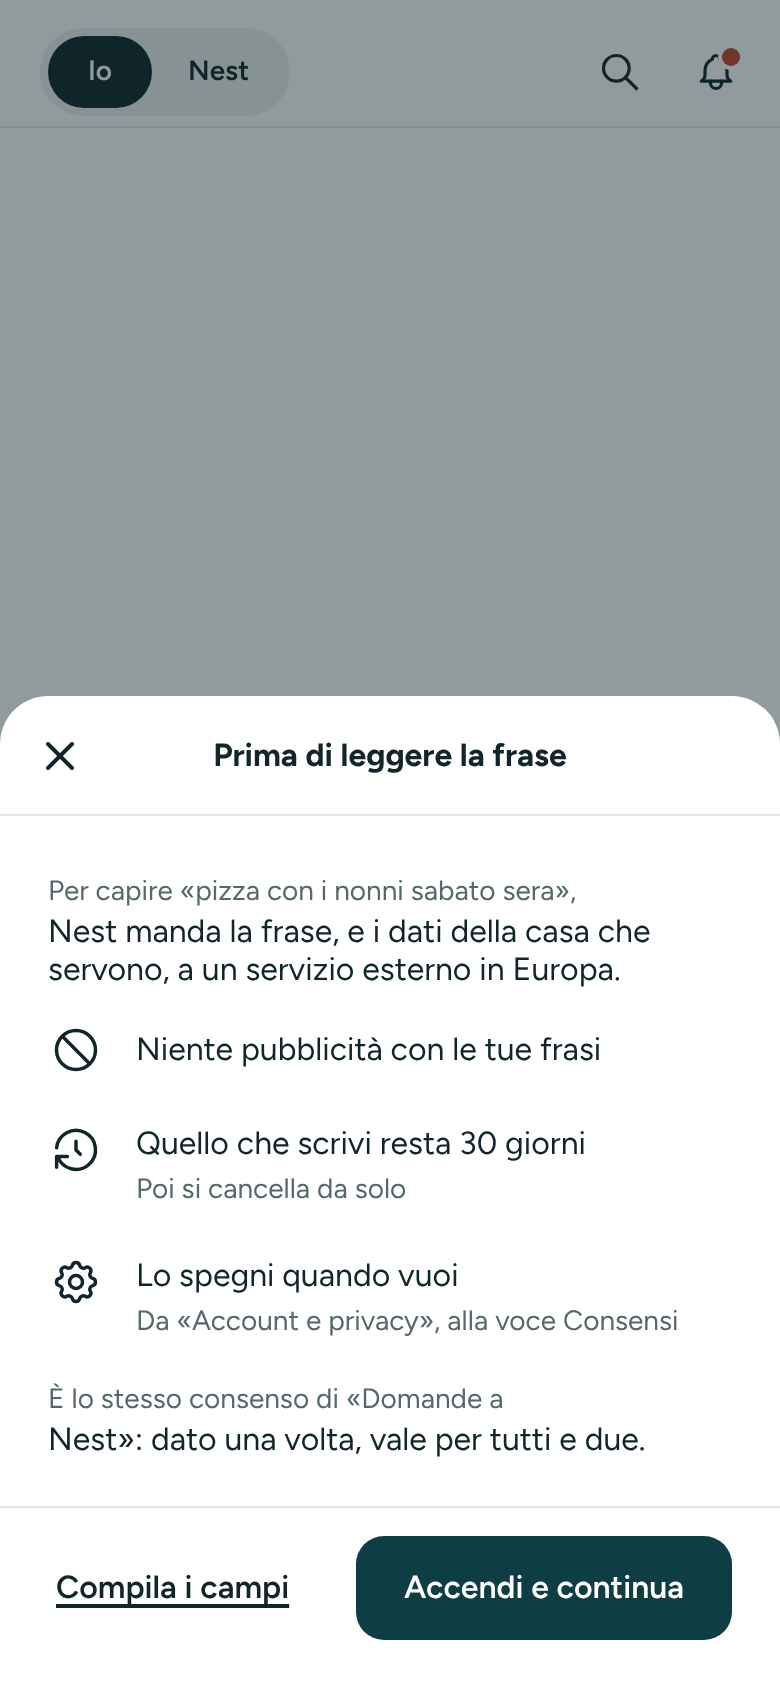 Io
Nest
Prima di leggere la frase
Per capire «pizza con i nonni sabato sera»,
Nest manda la frase, e i dati della casa che
servono, a un servizio esterno in Europa.
Niente pubblicità con le tue frasi
Quello che scrivi resta 30 giorni
Poi si cancella da solo
Lo spegni quando vuoi
Da «Account e privacy», alla voce Consensi
È lo stesso consenso di «Domande a
Nest»: dato una volta, vale per tutti e due.
Compila i campi
Accendi e continua